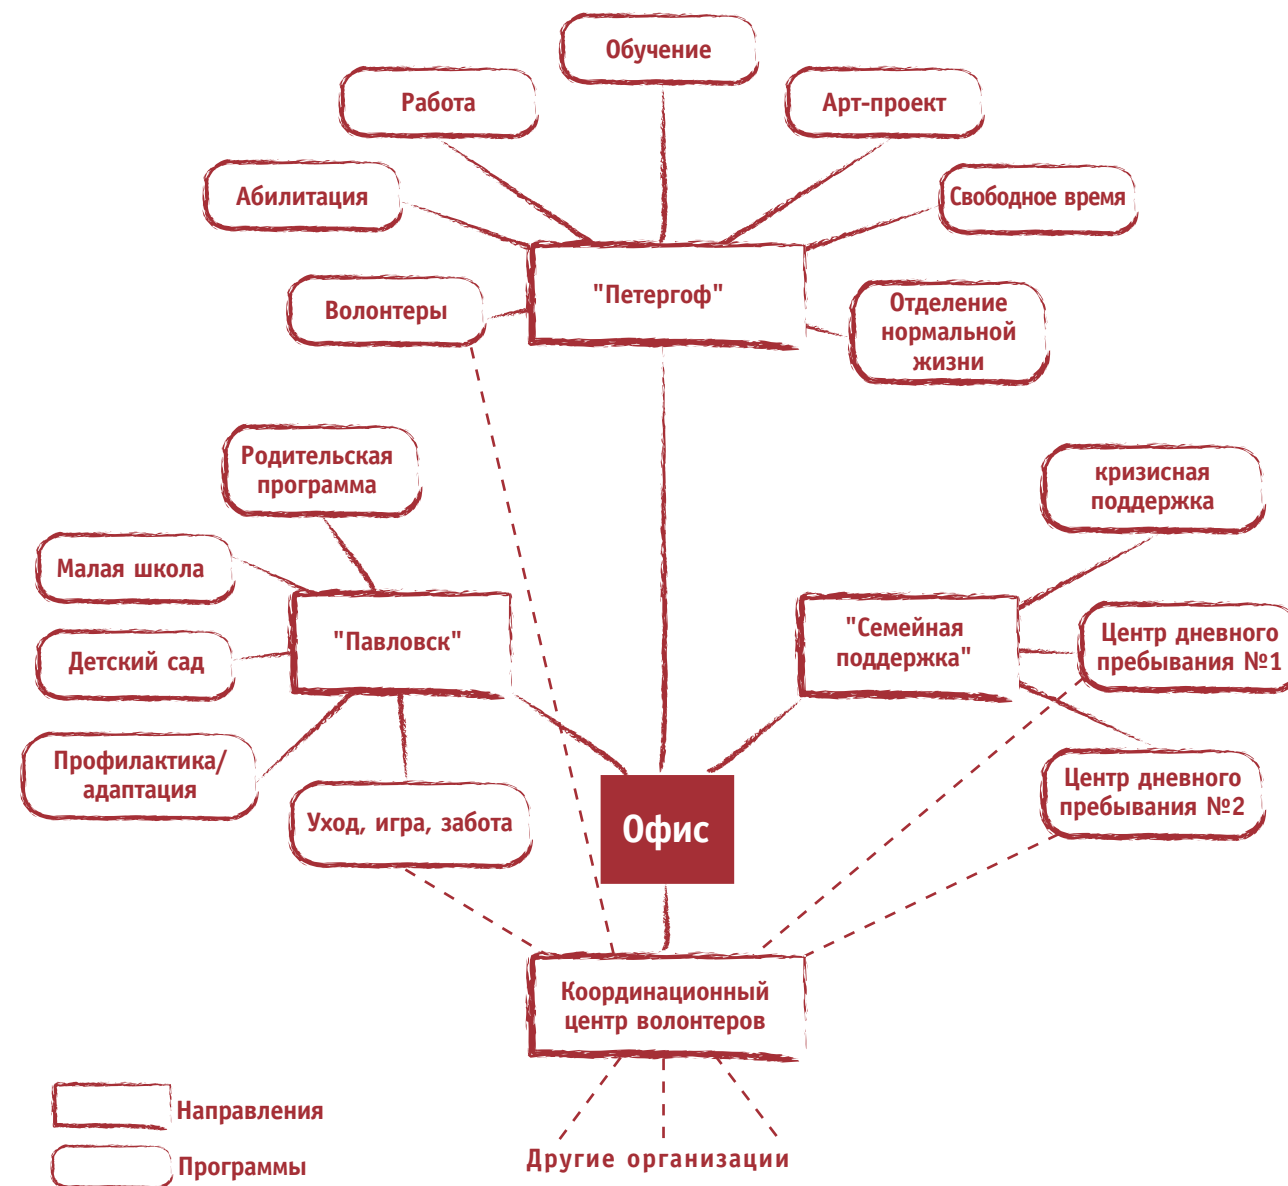 Обучение
Работа
Арт-проект
Абилитация
Свободное время
Волонтеры
"Петергоф"
Отделение
нормальной
жизни
Родительская
программа
кризисная
поддержка
Малая школа
Детский сад
"Павловск"
"Семейная
поддержка"
Центр дневного
пребывания №1
Профилактика/
адаптация
Уход, игра, забота
Офис
Центр дневного
пребывания №2
Координационный
центр волонтеров
Направления
Программы
Другие организации